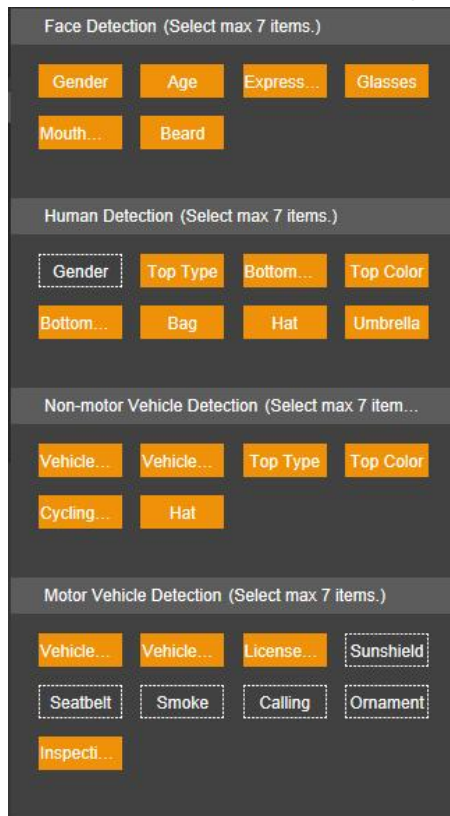 Face Detection (Select max 7 items.)
Gender Age Express... Glasses
Mouth... Beard
Human Detection (Select max 7 items.)
Gender Top Type Bottom... Top Color
Bottom... Bag Hat Umbrella
Non-motor Vehicle Detection (Select max 7 item...
Vehicle... Vehicle... Top Type Top Color
Cycling... Hat
Motor Vehicle Detection (Select max 7 items.)
Vehicle... Vehicle... License... Sunshield
Seatbelt Smoke Calling Ornament
Inspecti...